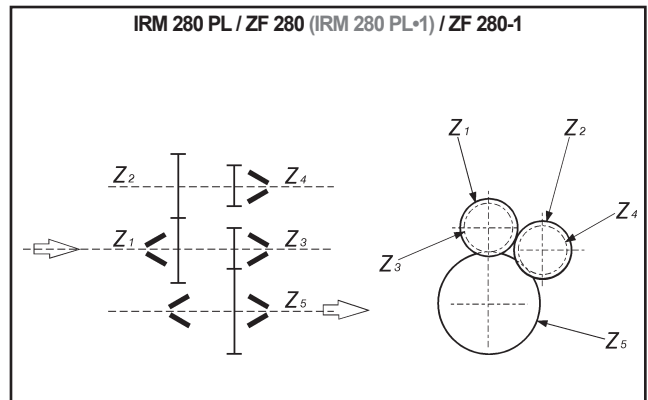 IRM 280 PL / ZF 280 (IRM 280 PL•1) / ZF 280-1
Z1 Z2
Z2 Z4
Z4
Z1 Z3
Z3
Z5
Z5